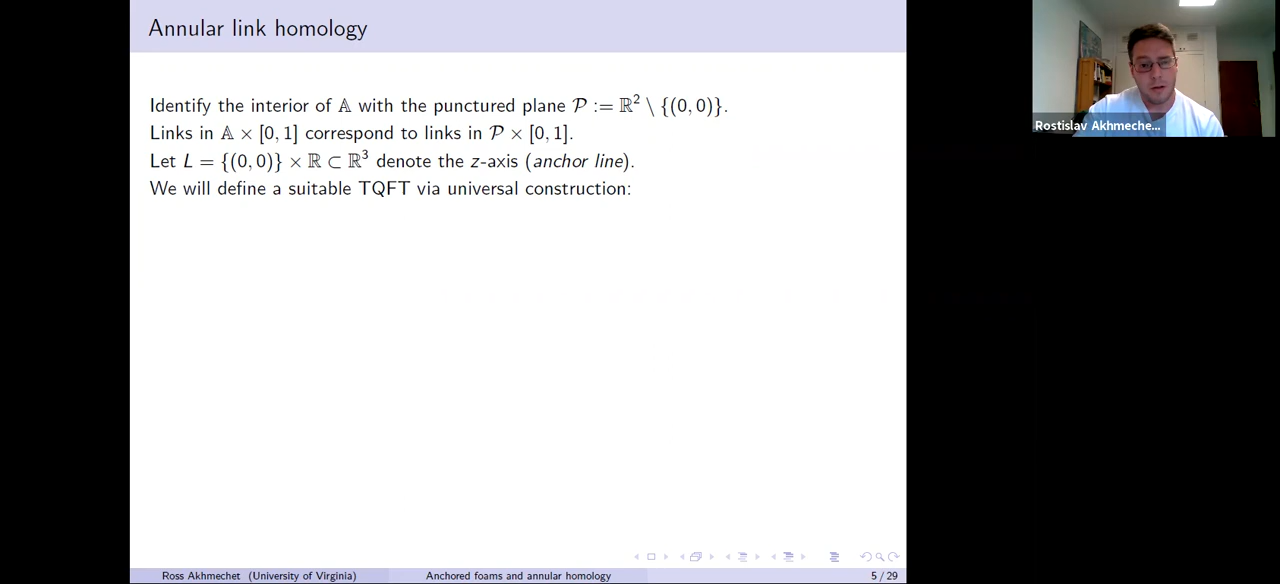 Annular link homology
Identify the interior of 𝔸 with the punctured plane 𝒫 := ℝ² \ {(0, 0)}.
Links in 𝔸 × [0, 1] correspond to links in 𝒫 × [0, 1].
Let L = {(0, 0)} × ℝ ⊂ ℝ³ denote the z-axis (anchor line).
We will define a suitable TQFT via universal construction:
Rostislav Akhmeche...
Ross Akhmechet (University of Virginia)
Anchored foams and annular homology
5 / 29